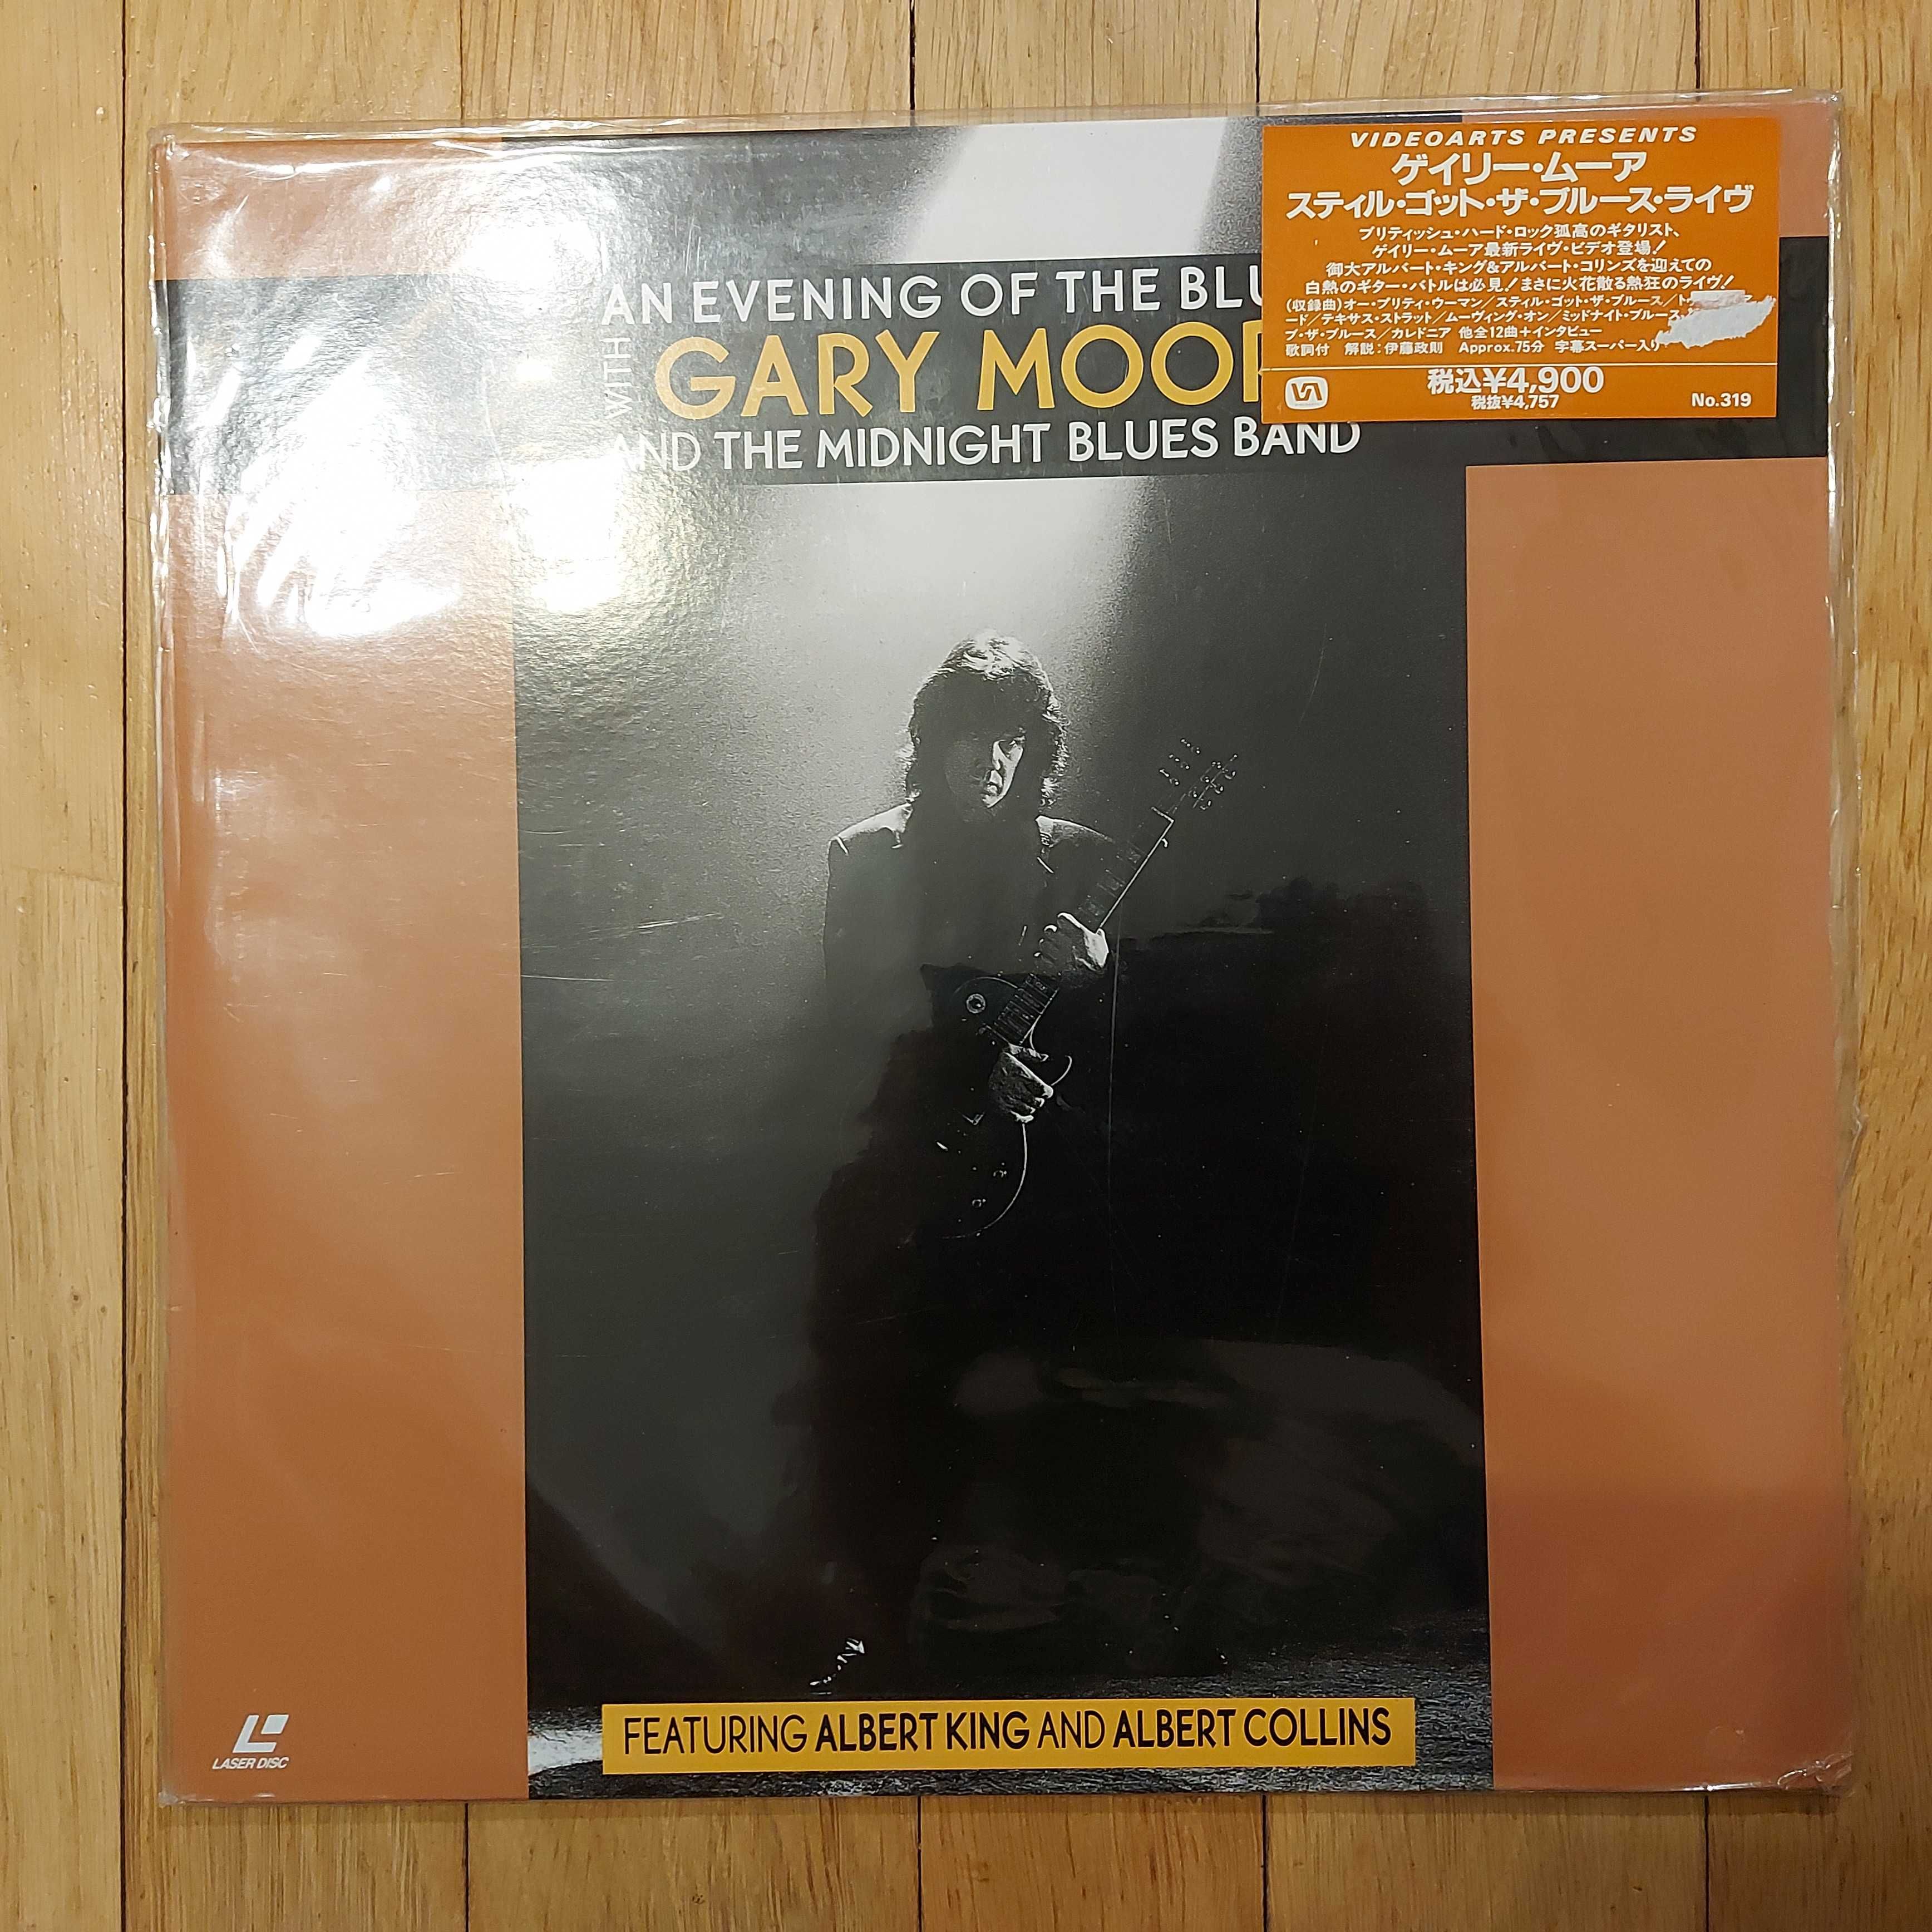 VIDEOARTS PRESENTS
ゲイリー・ムーア
スティル・ゴット・ザ・ブルース・ライヴ
ブリティッシュ・ハード・ロック孤高のギタリスト、
ゲイリー・ムーア最新ライヴ・ビデオ登場!
御大アルバート・キング&アルバート・コリンズを迎えての
白熱のギター・バトルは必見!まさに火花散る熱狂のライヴ!
(収録曲)オー・プリティ・ウーマン/スティル・ゴット・ザ・ブルース/
ード/テキサス・ストラット/ムーヴィング・オン/ミッドナイト・ブルース
ブ・ザ・ブルース/カレドニア 他全12曲+インタビュー
歌詞付 解説:伊藤政則 Approx.75分 字幕スーパー入り
税込¥4,900
税抜¥4,757
No.319
AN EVENING OF THE BLU
WITH GARY MOOR
AND THE MIDNIGHT BLUES BAND
FEATURING ALBERT KING AND ALBERT COLLINS
LASER DISC